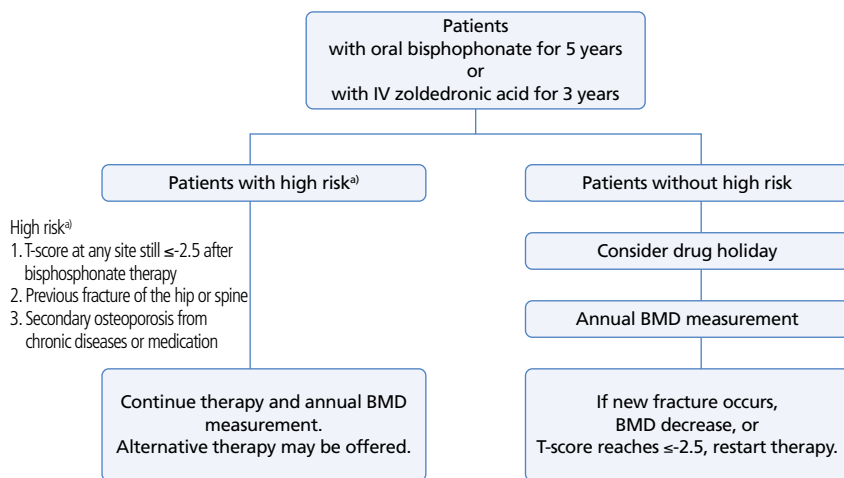 Patients
with oral bisphophonate for 5 years
or
with IV zoldedronic acid for 3 years
Patients with high riskᵃ⁾
Patients without high risk
High riskᵃ⁾
1. T-score at any site still ≤-2.5 after
bisphosphonate therapy
2. Previous fracture of the hip or spine
3. Secondary osteoporosis from
chronic diseases or medication
Consider drug holiday
Annual BMD measurement
Continue therapy and annual BMD
measurement.
Alternative therapy may be offered.
If new fracture occurs,
BMD decrease, or
T-score reaches ≤-2.5, restart therapy.